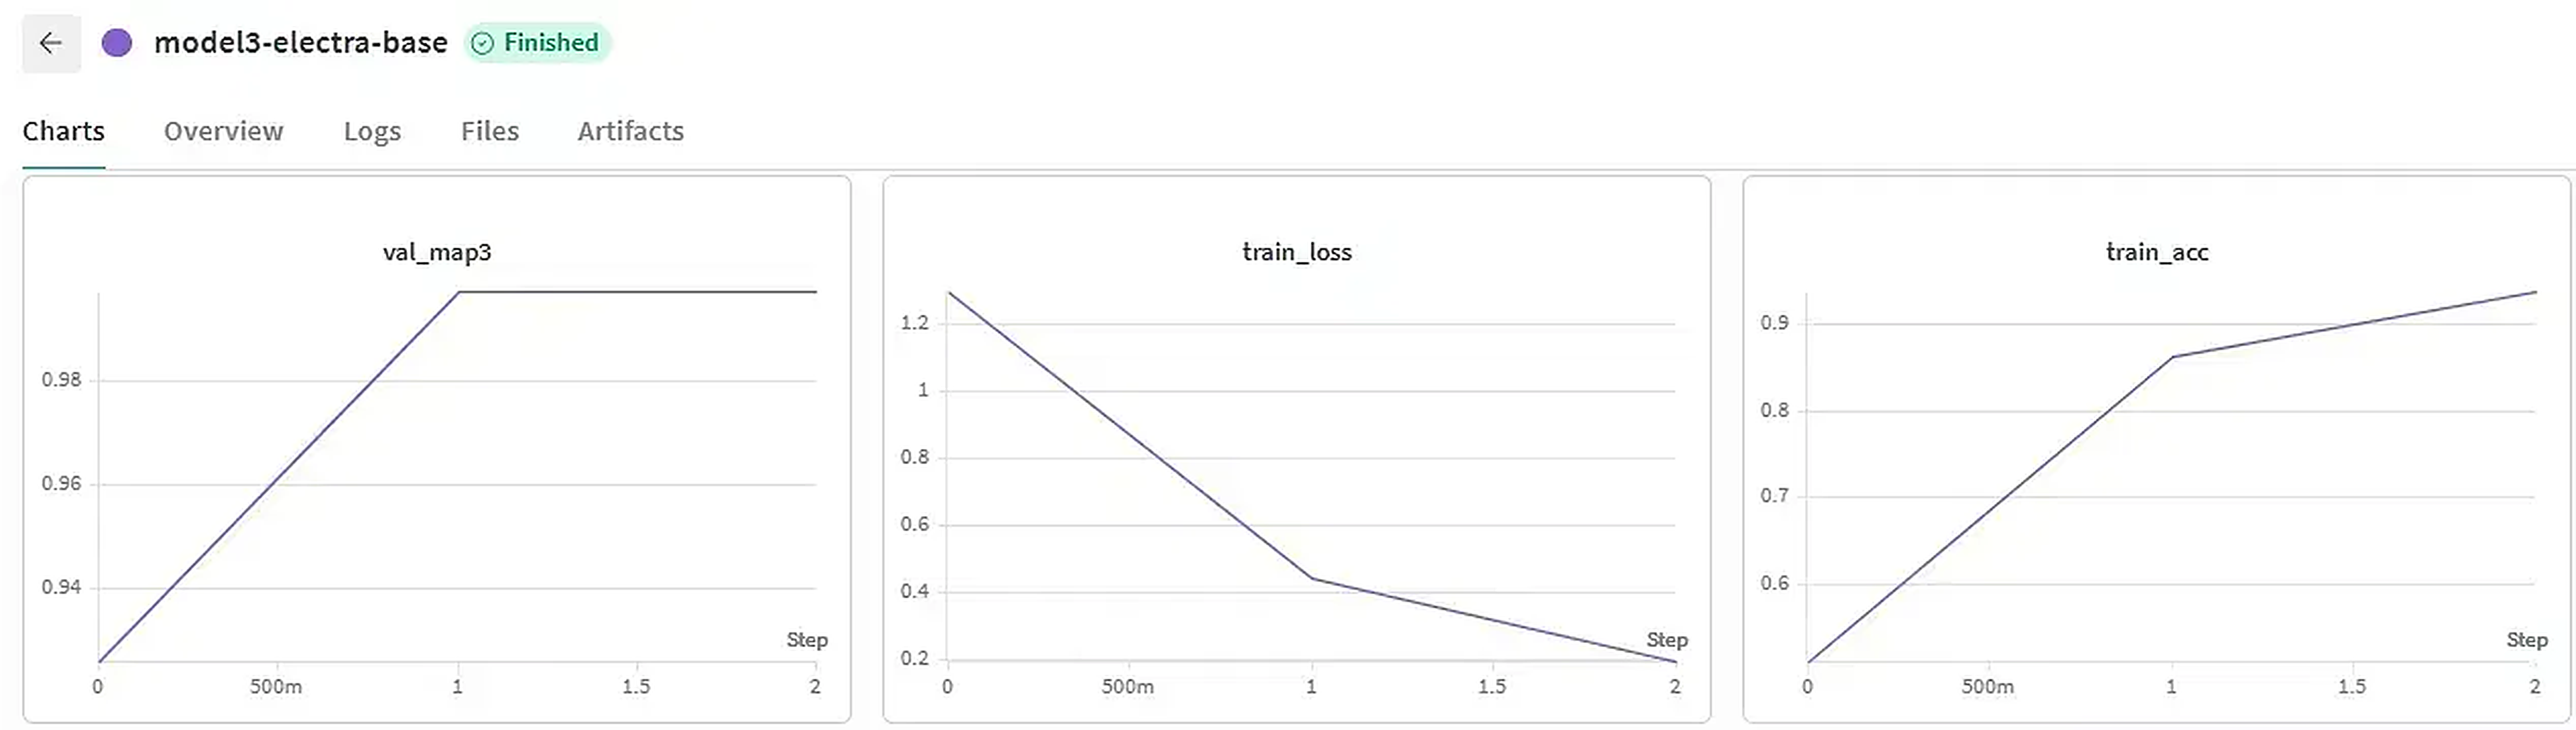 model3-electra-base Finished
Charts Overview Logs Files Artifacts
val_map3
0.98
0.96
0.94
Step
0 500m 1 1.5 2
train_loss
1.2
1
0.8
0.6
0.4
0.2
Step
0 500m 1 1.5 2
train_acc
0.9
0.8
0.7
0.6
Step
0 500m 1 1.5 2